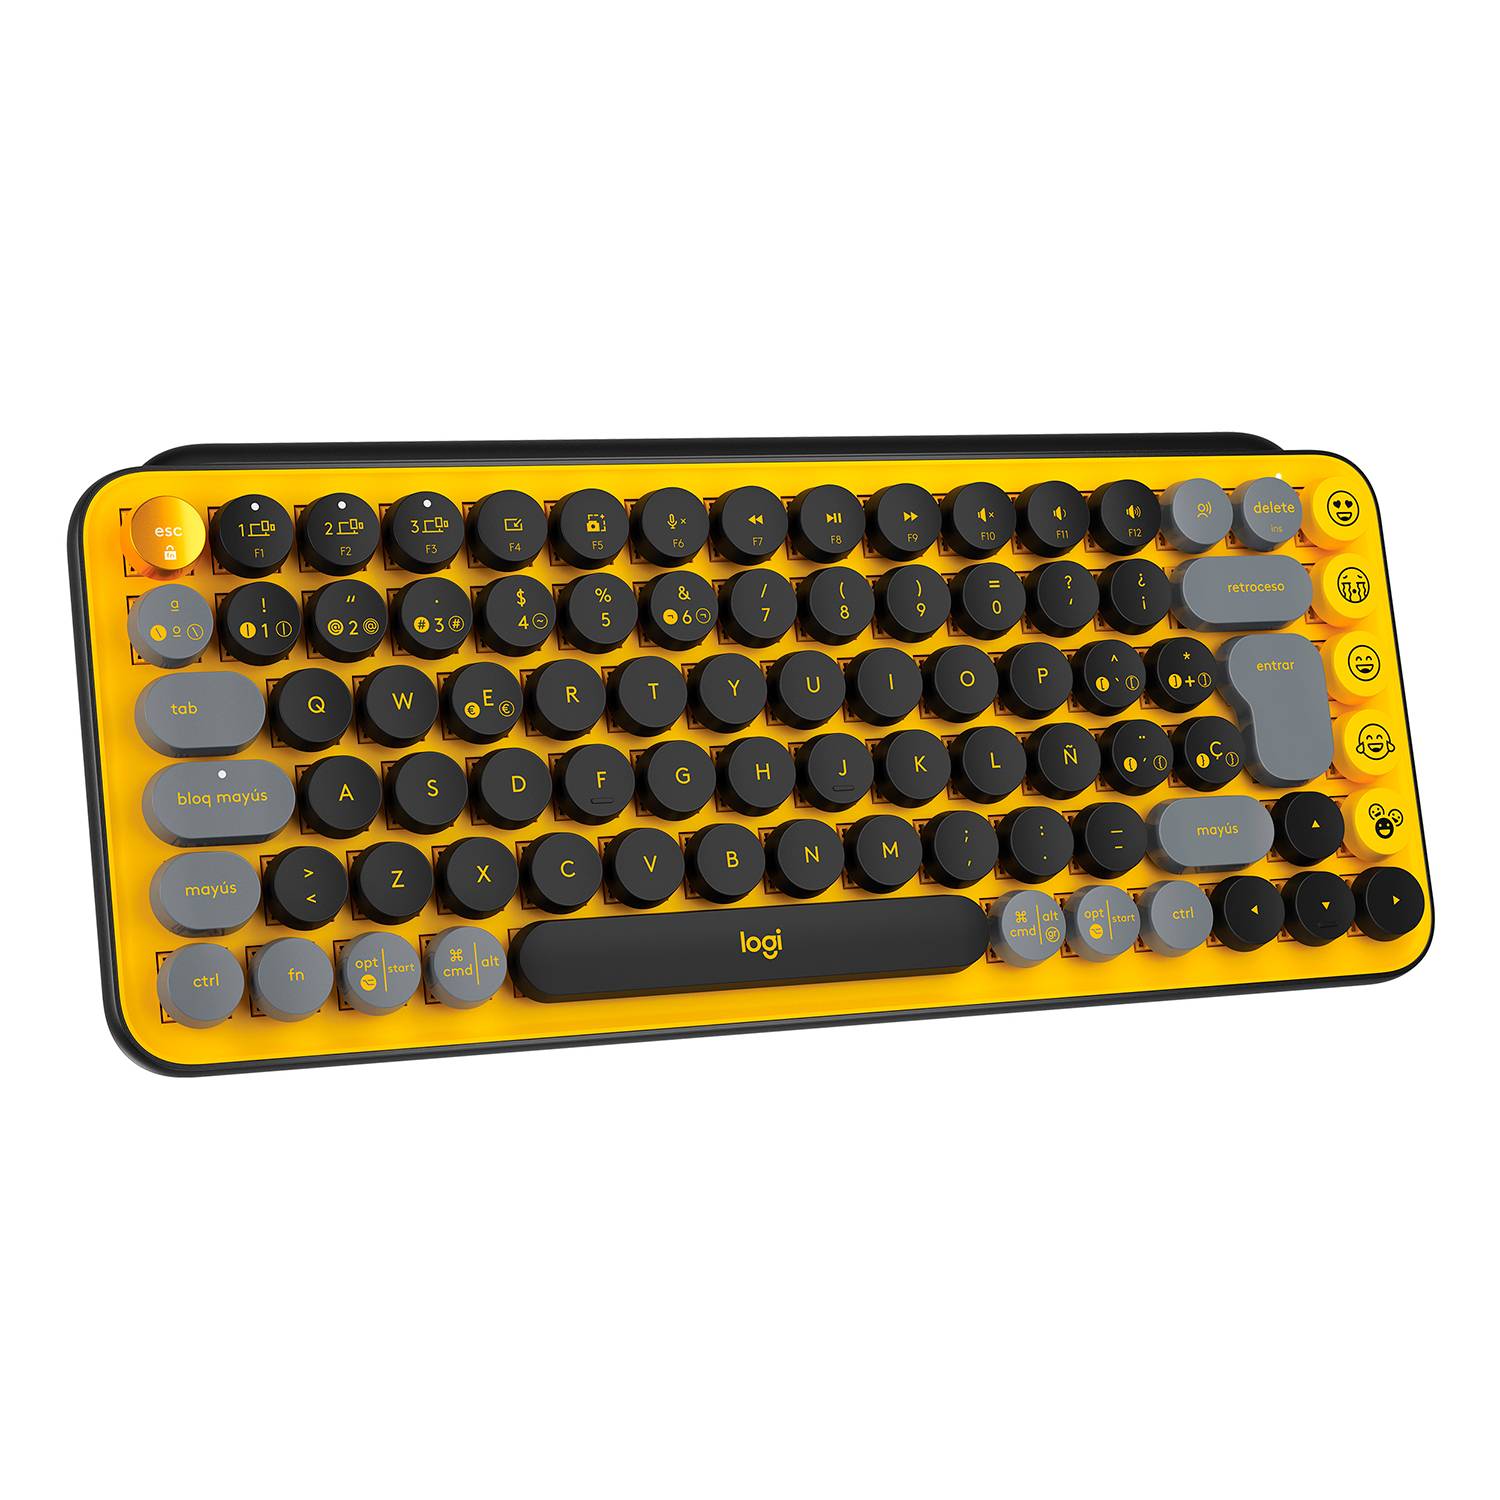 esc 1 2 3 delete
fn F1 F2 F3 F4 F5 F6 F7 F8 F9 F10 F11 F12 ins
a ! “ · $ % & / ( ) = ? ¿ retroceso
\ o \ | 1 | @ 2 @ # 3 # 4 ~ 5 ¬ 6 ¬ 7 8 9 0 ' ¡
tab Q W E R T Y U I O P ^ * entrar
€ € [ ` [ ] + ]
bloq mayús A S D F G H J K L Ñ ¨ Ç
{ ´ { } }
mayús > Z X C V B N M ; : _ mayús
< , . -
ctrl fn opt start ⌘ cmd alt logi ⌘ cmd alt gr opt start ctrl